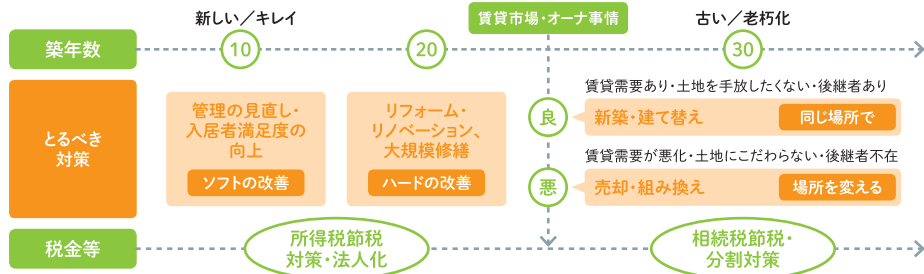 新しい／キレイ
賃貸市場・オーナ事情
古い／老朽化
築年数
10
20
30
とるべき
対策
管理の見直し・
入居者満足度の
向上
ソフトの改善
リフォーム・
リノベーション、
大規模修繕
ハードの改善
良
賃貸需要あり・土地を手放したくない・後継者あり
新築・建て替え
同じ場所で
悪
賃貸需要が悪化・土地にこだわらない・後継者不在
売却・組み換え
場所を変える
税金等
所得税節税
対策・法人化
相続税節税・
分割対策